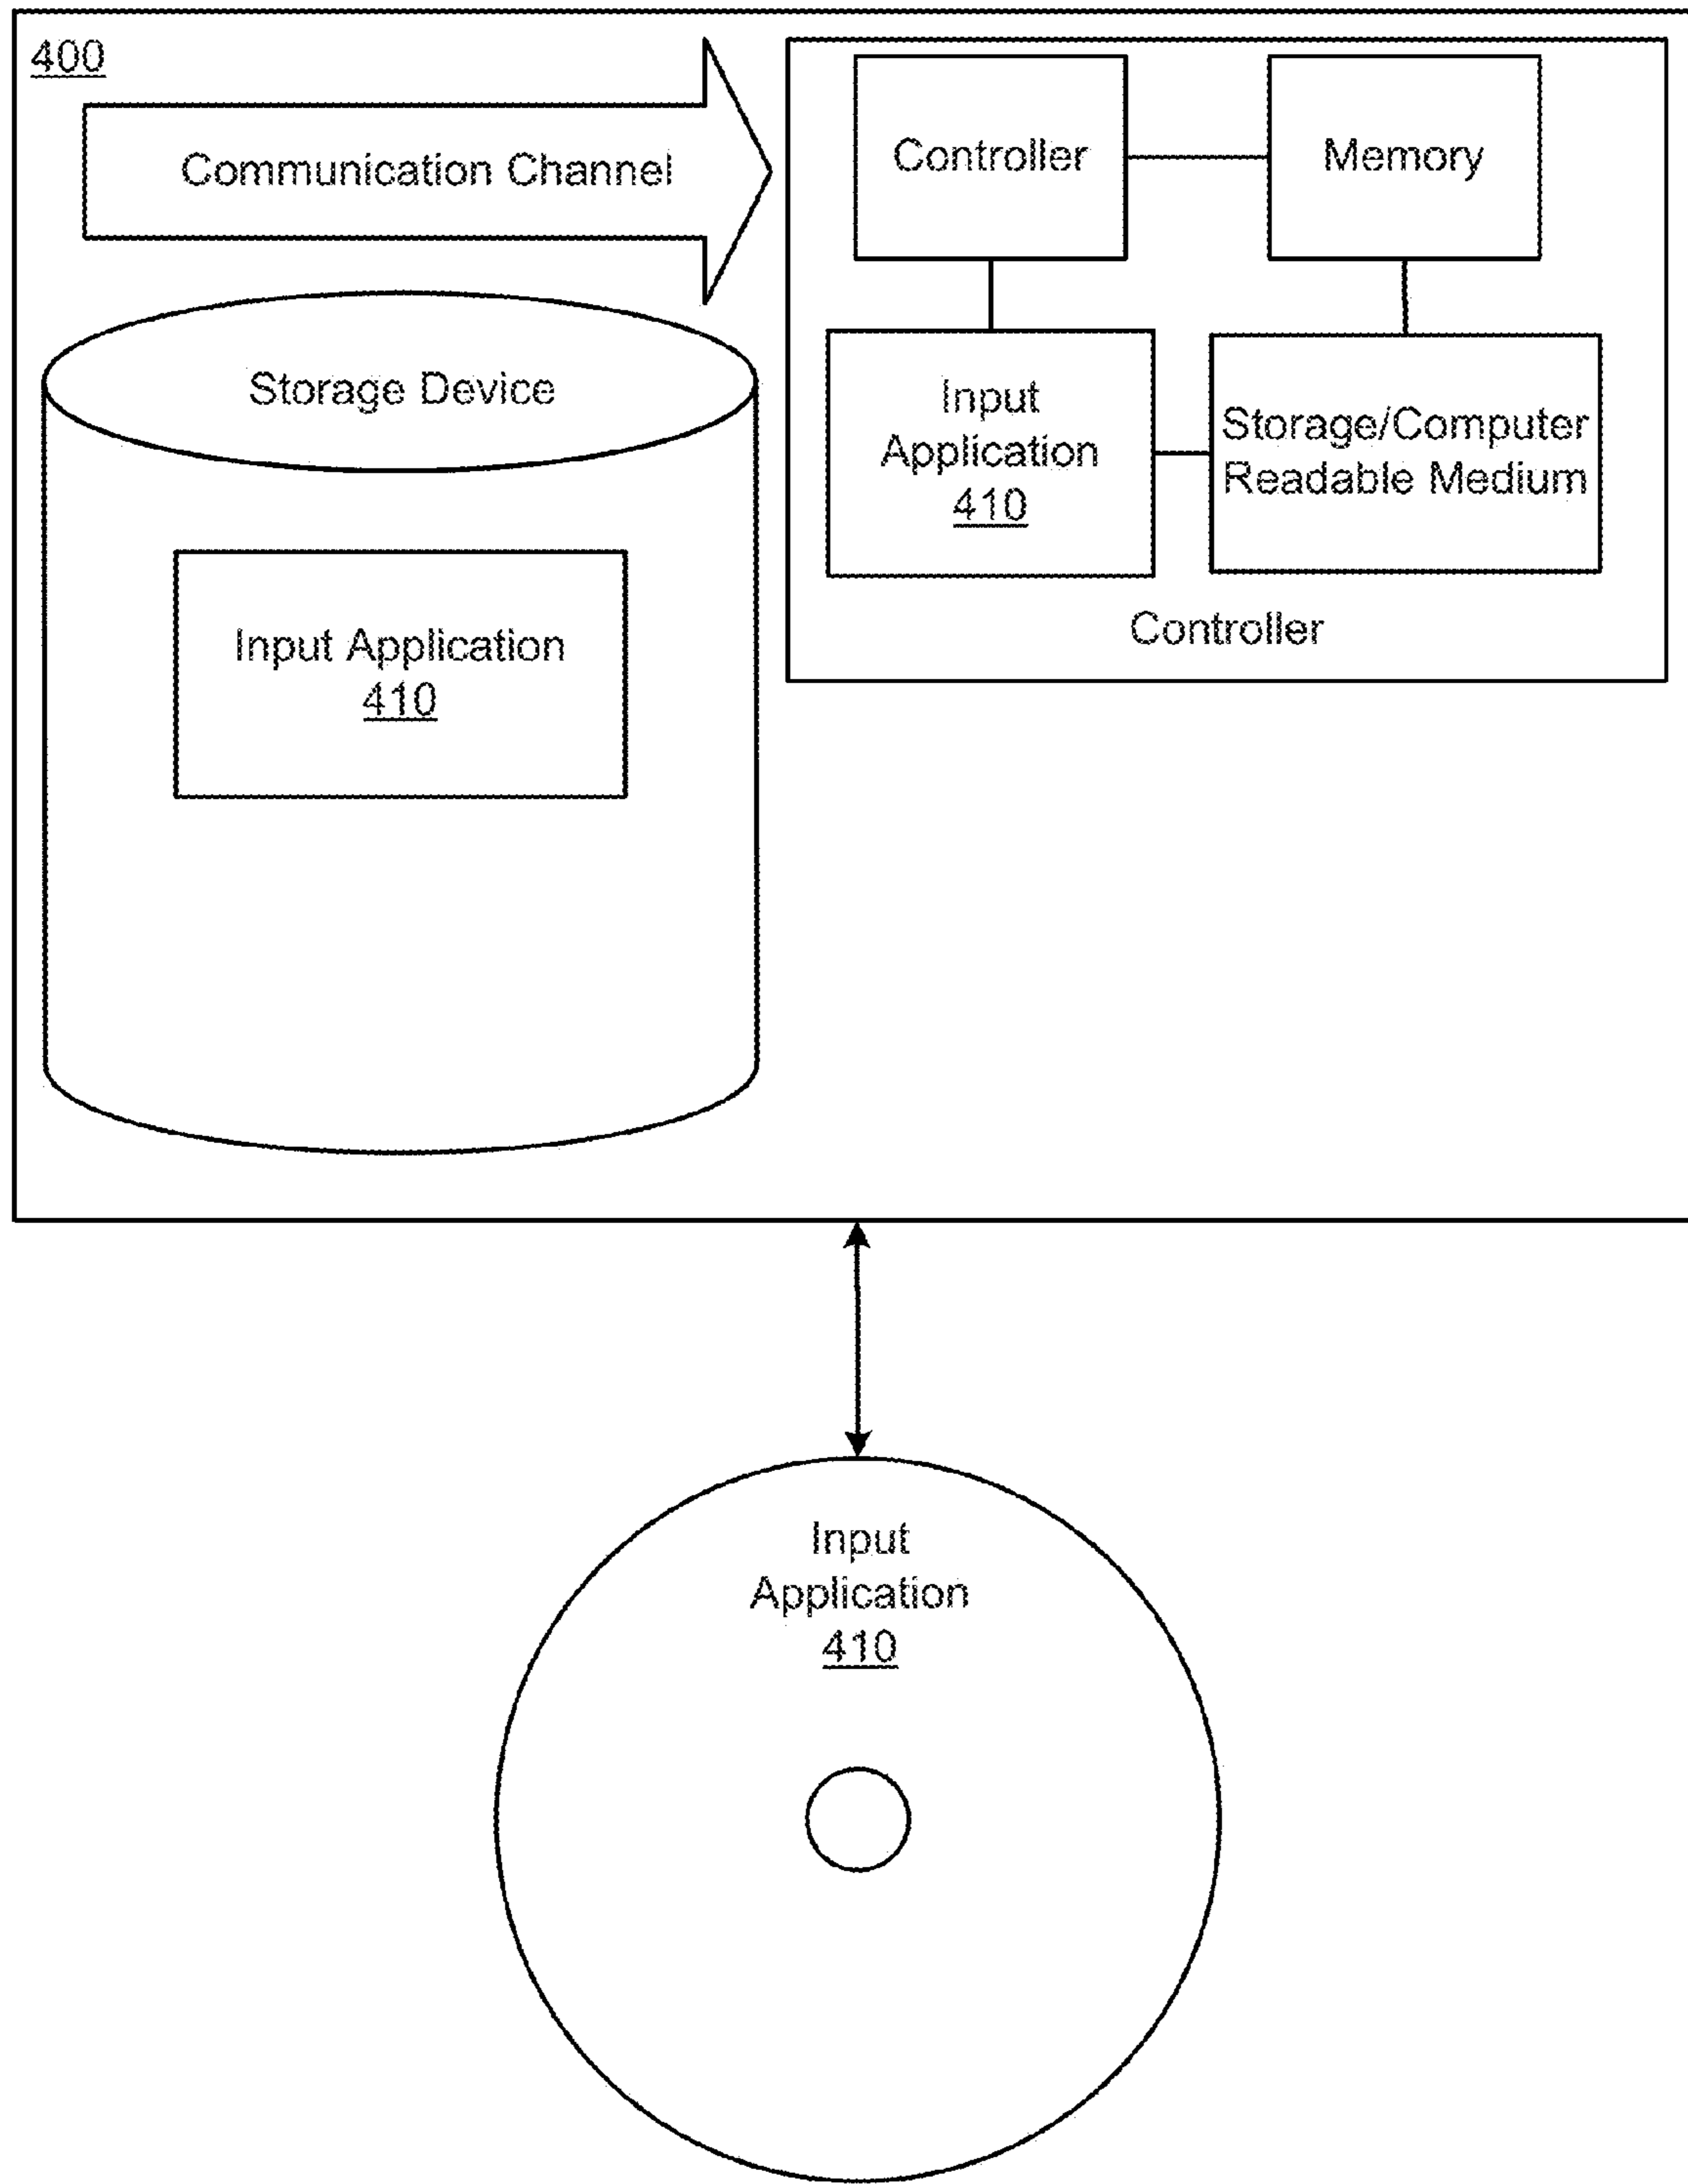 400
Communication Channel
Controller
Memory
Storage Device
Input
Application
410
Storage/Computer
Readable Medium
Controller
Input Application
410
Input
Application
410